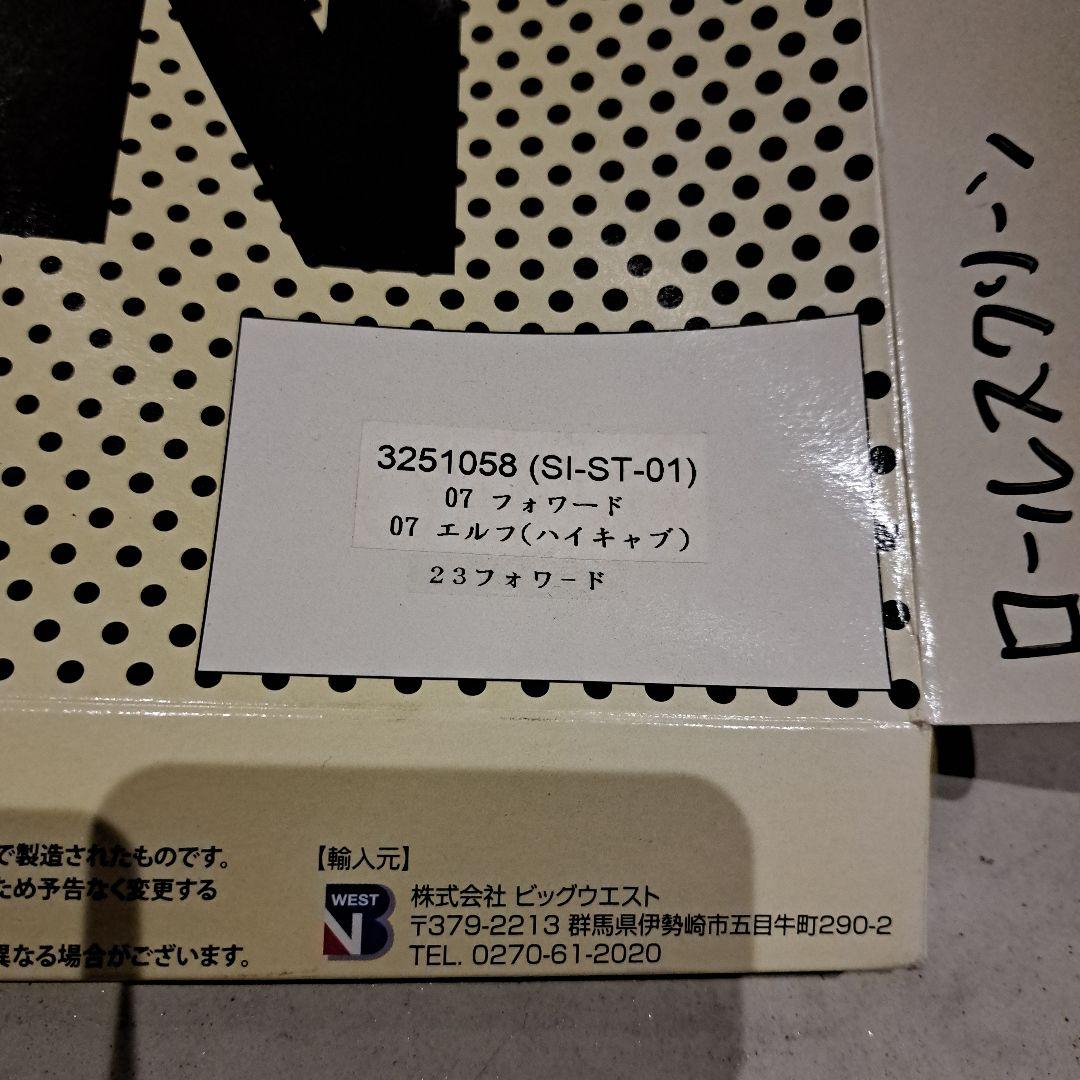 N
3251058 (SI-ST-01)
07 フォワード
07 エルフ(ハイキャブ)
23フォワード
ロールスクリーン
で製造されたものです。
ため予告なく変更する
異なる場合がございます。
【輸入元】
WEST
株式会社 ビッグウエスト
〒379-2213 群馬県伊勢崎市五目牛町290-2
TEL. 0270-61-2020